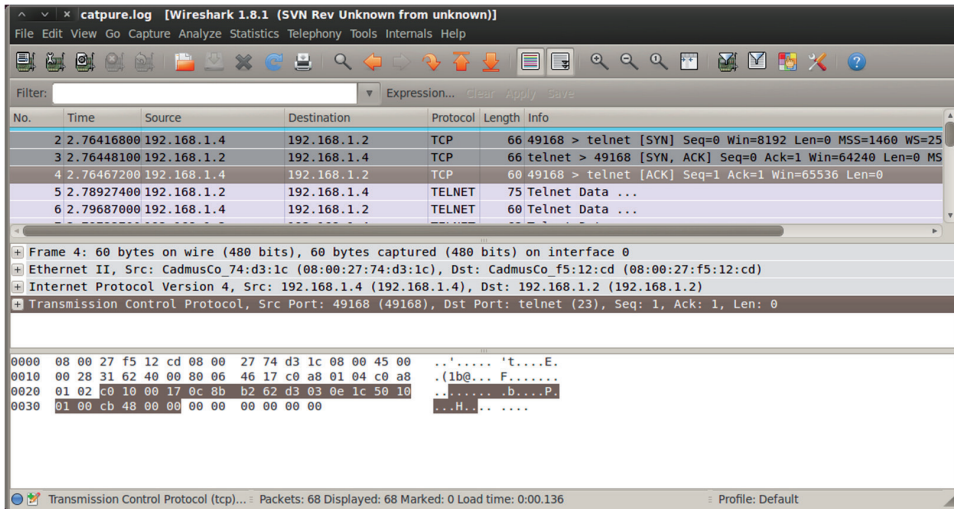 catpure.log [Wireshark 1.8.1 (SVN Rev Unknown from unknown)]
File Edit View Go Capture Analyze Statistics Telephony Tools Internals Help
Filter: Expression... Clear Apply Save
No. Time Source Destination Protocol Length Info
2 2.76416800 192.168.1.4 192.168.1.2 TCP 66 49168 > telnet [SYN] Seq=0 Win=8192 Len=0 MSS=1460 WS=25
3 2.76448100 192.168.1.2 192.168.1.4 TCP 66 telnet > 49168 [SYN, ACK] Seq=0 Ack=1 Win=64240 Len=0 MS
4 2.76467200 192.168.1.4 192.168.1.2 TCP 60 49168 > telnet [ACK] Seq=1 Ack=1 Win=65536 Len=0
5 2.78927400 192.168.1.2 192.168.1.4 TELNET 75 Telnet Data ...
6 2.79687000 192.168.1.4 192.168.1.2 TELNET 60 Telnet Data ...
Frame 4: 60 bytes on wire (480 bits), 60 bytes captured (480 bits) on interface 0
Ethernet II, Src: CadmusCo_74:d3:1c (08:00:27:74:d3:1c), Dst: CadmusCo_f5:12:cd (08:00:27:f5:12:cd)
Internet Protocol Version 4, Src: 192.168.1.4 (192.168.1.4), Dst: 192.168.1.2 (192.168.1.2)
Transmission Control Protocol, Src Port: 49168 (49168), Dst Port: telnet (23), Seq: 1, Ack: 1, Len: 0
0000 08 00 27 f5 12 cd 08 00 27 74 d3 1c 08 00 45 00 ..'..... 't....E.
0010 00 28 31 62 40 00 80 06 46 17 c0 a8 01 04 c0 a8 .(1b@... F.......
0020 01 02 c0 10 00 17 0c 8b b2 62 d3 03 0e 1c 50 10 ........ .b....P.
0030 01 00 cb 48 00 00 00 00 00 00 00 00 ...H.... ....
Transmission Control Protocol (tcp)... Packets: 68 Displayed: 68 Marked: 0 Load time: 0:00.136 Profile: Default